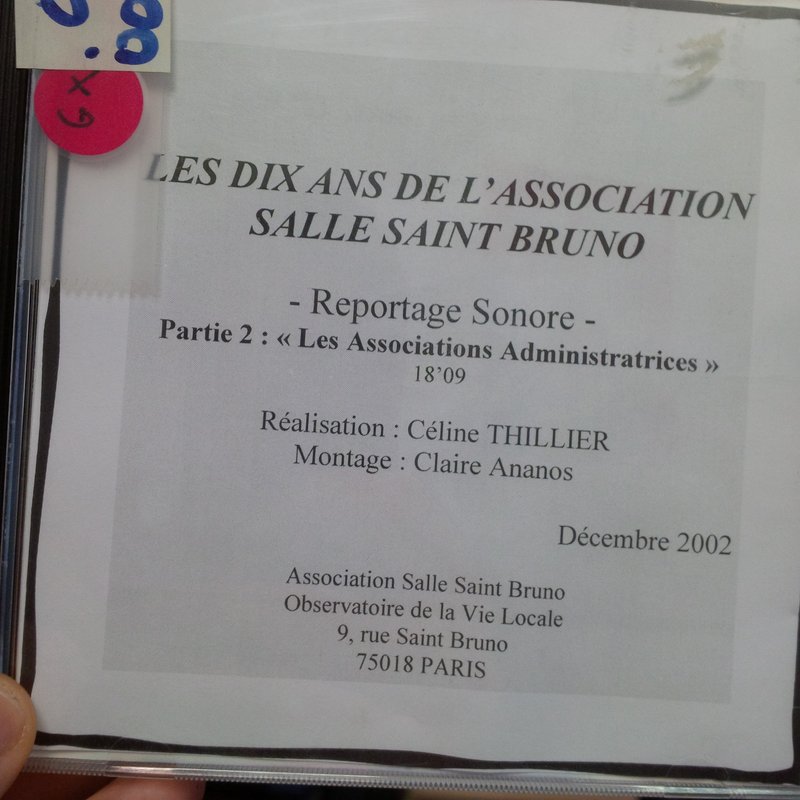 LES DIX ANS DE L'ASSOCIATION
SALLE SAINT BRUNO
- Reportage Sonore -
Partie 2 : « Les Associations Administratrices »
18'09
Réalisation : Céline THILLIER
Montage : Claire Ananos
Décembre 2002
Association Salle Saint Bruno
Observatoire de la Vie Locale
9, rue Saint Bruno
75018 PARIS